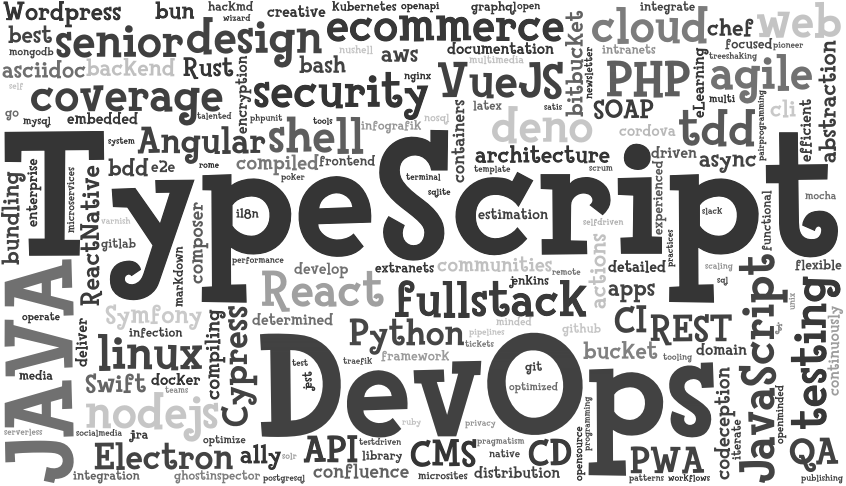 Wordpress
bun
hackmd
wizard
creative
Kubernetes
openapi
graphql
open
integrate
best
mongodb
senior
design
ecommerce
bitbucket
cloud
chef
web
nushell
aws
documentation
intranets
focused
pioneer
asciidoc
backend
Rust
bash
multimedia
newsletter
treeshaking
self
coverage
encryption
security
nginx
VueJS
PHP
eLearning
agile
abstraction
go
mysql
embedded
talented
phpunit
tools
latex
satis
SOAP
multi
cli
system
Angular
shell
infografik
nosql
containers
deno
cordova
tdd
pairprogramming
efficient
bdd
e2e
rome
compiled
frontend
architecture
driven
async
poker
terminal
template
scrum
bundling
enterprise
microservices
ReactNative
TypeScript
sqlite
experienced
mocha
composer
i18n
estimation
selfdriven
slack
functional
varnish
gitlab
markdown
performance
practices
develop
extranets
communities
remote
actions
detailed
scaling
flexible
JAVA
React
jenkins
apps
sql
unix
operate
Symfony
determined
fullstack
CI
REST
JavaScript
testing
continuously
deliver
infection
compiling
Cypress
Python
minded
pipelines
github
tickets
linux
traefik
framework
bucket
tooling
domain
media
Swift
docker
teams
test
jest
DevOps
git
optimized
nodejs
ruby
privacy
opensource
programming
codeception
iterate
openminded
serverless
socialmedia
jra
optimize
testdriven
pragmatism
QA
Electron
ally
solr
API
library
CMS
native
CD
PWA
integration
ghostinspector
postgresql
confluence
microsites
distribution
patterns
workflows
publishing